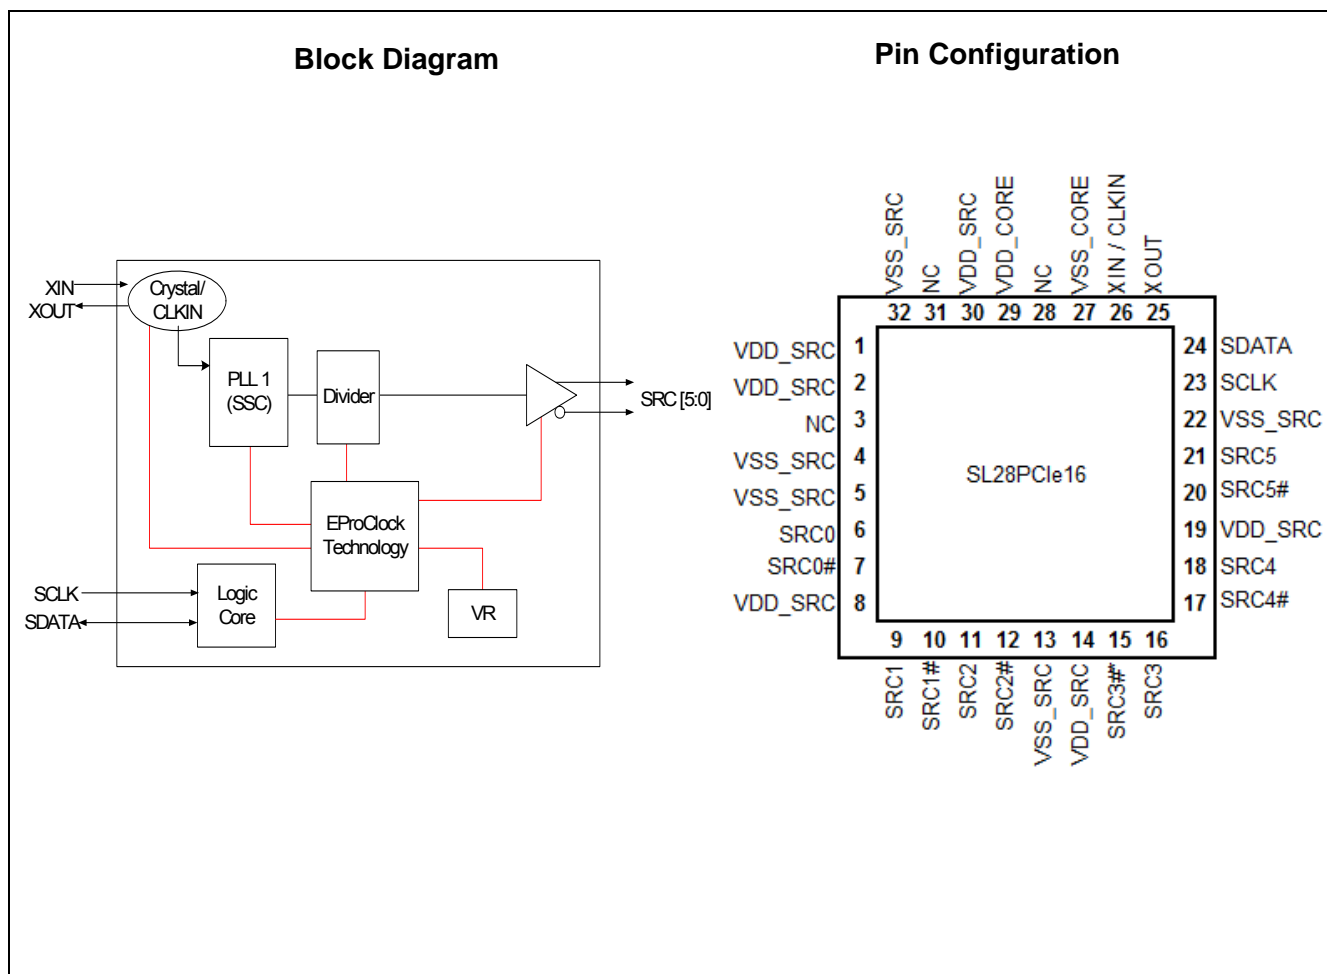 Block Diagram
XIN
XOUT
Crystal/
CLKIN
PLL 1
(SSC)
Divider
SRC [5:0]
EProClock
Technology
SCLK
SDATA
Logic
Core
VR
Pin Configuration
VSS_SRC
NC
VDD_SRC
VDD_CORE
NC
VSS_CORE
XIN / CLKIN
XOUT
32 31 30 29 28 27 26 25
VDD_SRC 1
VDD_SRC 2
NC 3
VSS_SRC 4
VSS_SRC 5
SRC0 6
SRC0# 7
VDD_SRC 8
SL28PCIe16
24 SDATA
23 SCLK
22 VSS_SRC
21 SRC5
20 SRC5#
19 VDD_SRC
18 SRC4
17 SRC4#
9 10 11 12 13 14 15 16
SRC1
SRC1#
SRC2
SRC2#
VSS_SRC
VDD_SRC
SRC3#*
SRC3